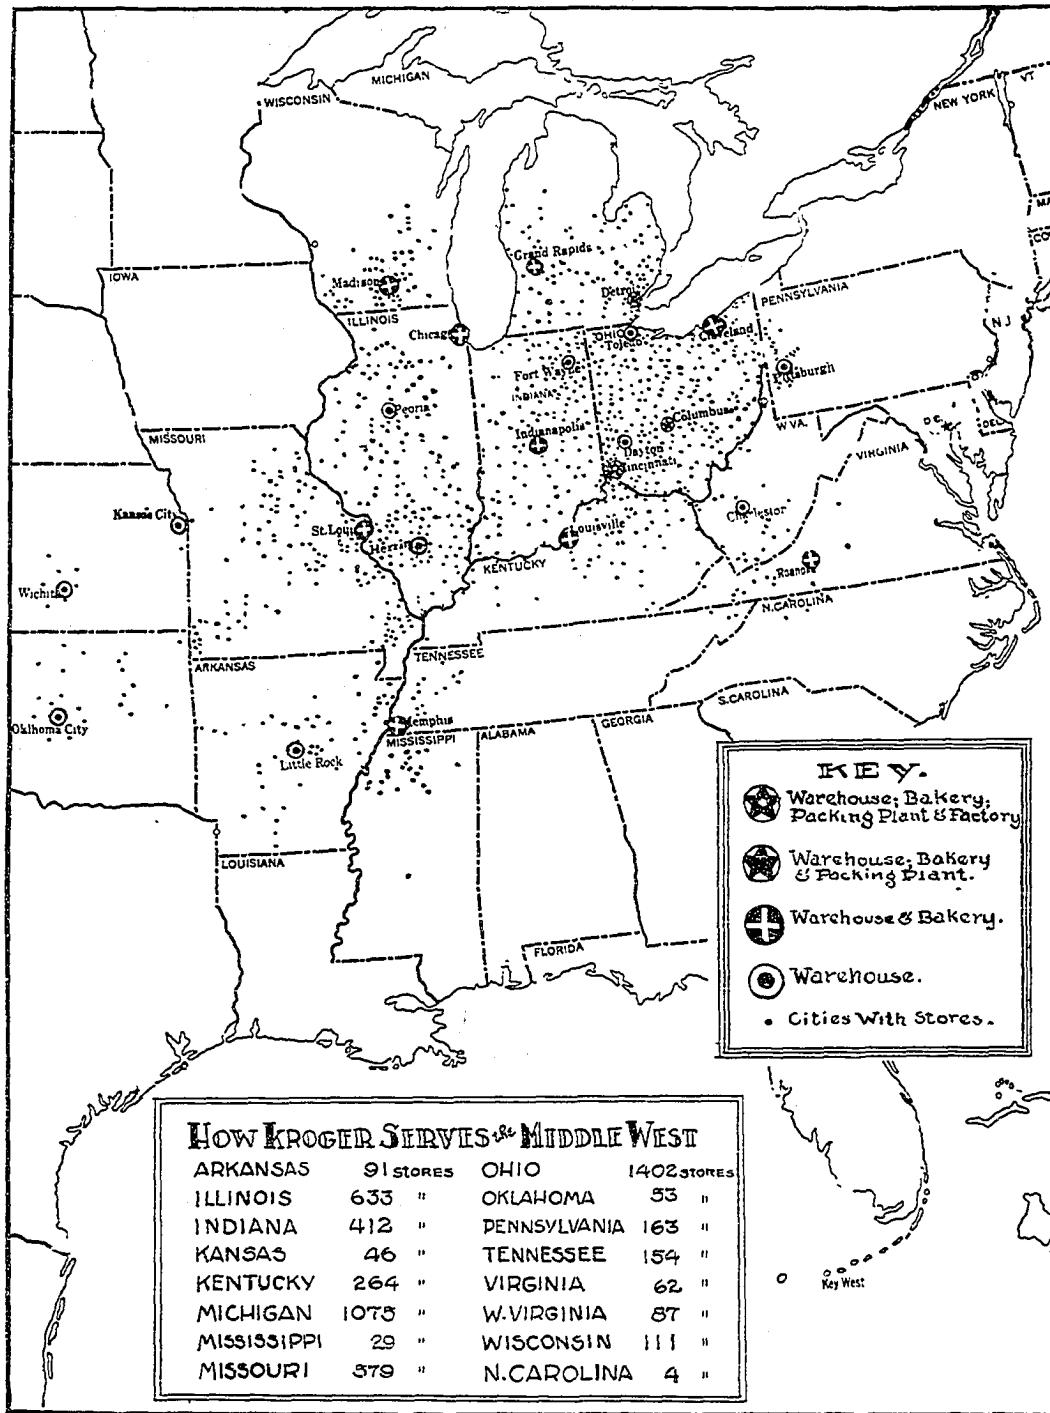 MICHIGAN
WISCONSIN
NEW YORK
VT
IOWA
Grand Rapids
Madison
Detroi
PENNSYLVANIA
ILLINOIS
N J
Chicag
OHIO
Toledo
Cleveland
Fort Wayne
Pittsburgh
INDIANA
Peoria
Columbus
MISSOURI
Indianapolis
W VA.
DEL
D C
Dayton
Cincinnati
VIRGINIA
Kansas City
St. Louis
Herrin
Louisville
Charleston
KENTUCKY
Roanoke
Wichita
N. CAROLINA
ARKANSAS
TENNESSEE
S. CAROLINA
Oklhoma City
Memphis
MISSISSIPPI
ALABAMA
GEORGIA
Little Rock
LOUISIANA
FLORIDA
KEY.
Warehouse; Bakery;
Packing Plant & Factory
Warehouse; Bakery
& Packing Plant.
Warehouse & Bakery.
Warehouse.
Cities With Stores.
Key West
HOW KROGER SERVES the MIDDLE WEST
ARKANSAS 91 STORES OHIO 1402 STORES
ILLINOIS 633 " OKLAHOMA 53 "
INDIANA 412 " PENNSYLVANIA 163 "
KANSAS 46 " TENNESSEE 154 "
KENTUCKY 264 " VIRGINIA 62 "
MICHIGAN 1075 " W. VIRGINIA 87 "
MISSISSIPPI 29 " WISCONSIN 111 "
MISSOURI 579 " N. CAROLINA 4 "